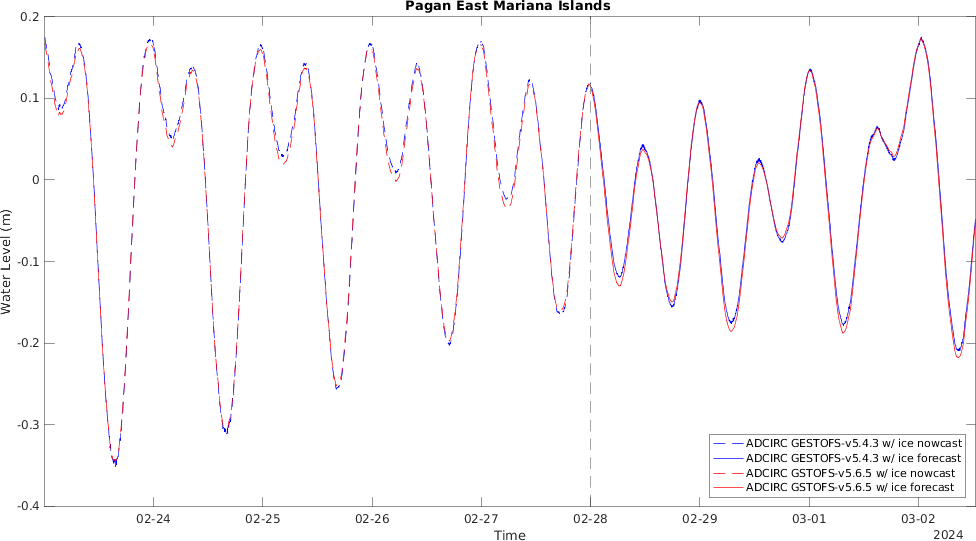 Pagan East Mariana Islands
0.2
0.1
0
-0.1
-0.2
-0.3
-0.4
Water Level (m)
ADCIRC GESTOFS-v5.4.3 w/ ice nowcast
ADCIRC GESTOFS-v5.4.3 w/ ice forecast
ADCIRC GSTOFS-v5.6.5 w/ ice nowcast
ADCIRC GSTOFS-v5.6.5 w/ ice forecast
02-24 02-25 02-26 02-27 02-28 02-29 03-01 03-02
Time
2024